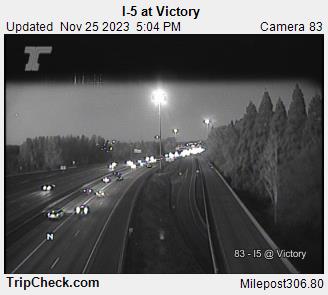 I-5 at Victory
Updated Nov 25 2023 5:04 PM Camera 83
N
83 - I5 @ Victory
TripCheck.com Milepost306.80